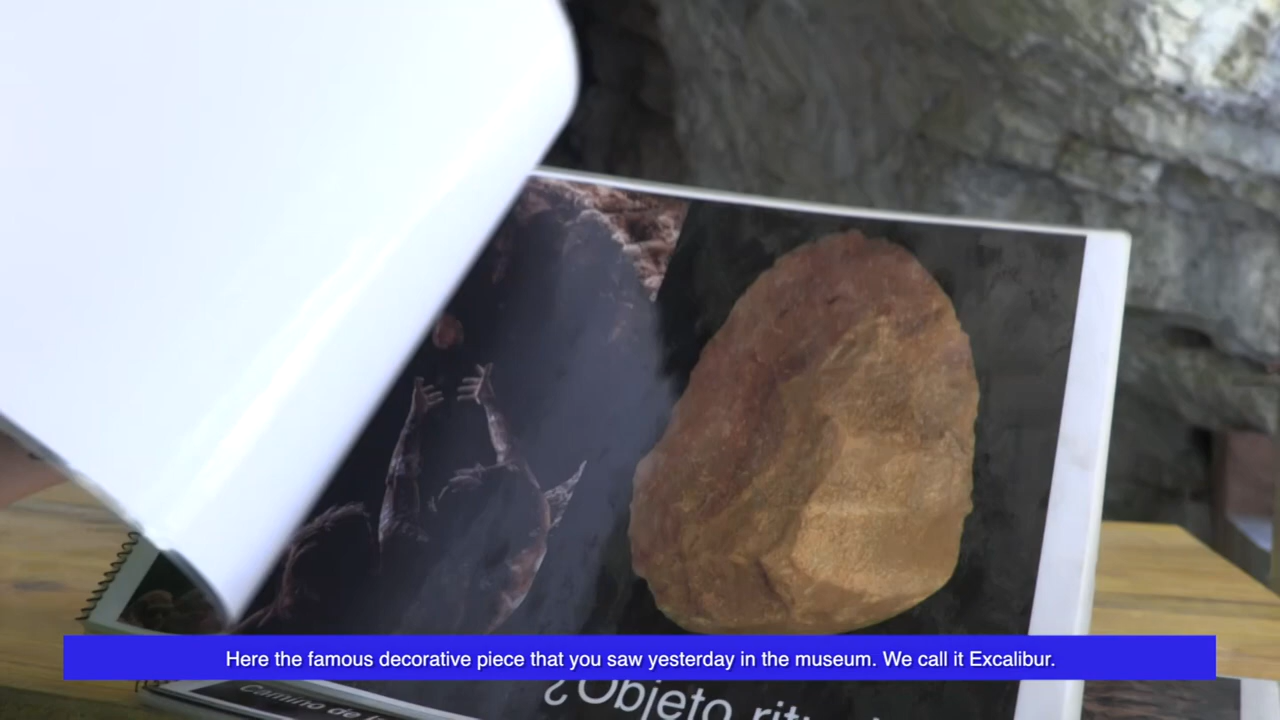 Here the famous decorative piece that you saw yesterday in the museum. We call it Excalibur.
¿Objeto
Camino de